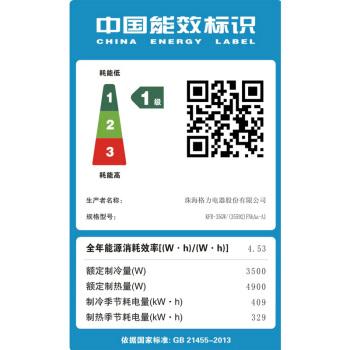 中国能效标识
CHINA ENERGY LABEL
耗能低
1
1级
2
3
耗能高
生产者名称: 珠海格力电器股份有限公司
规格型号:
全年能源消耗效率[(W·h)/(W·h)] 4.53
额定制冷量(W) 3500
额定制热量(W) 4900
制冷季节耗电量(kW·h) 409
制热季节耗电量(kW·h) 329
依据国家标准: GB 21455-2013